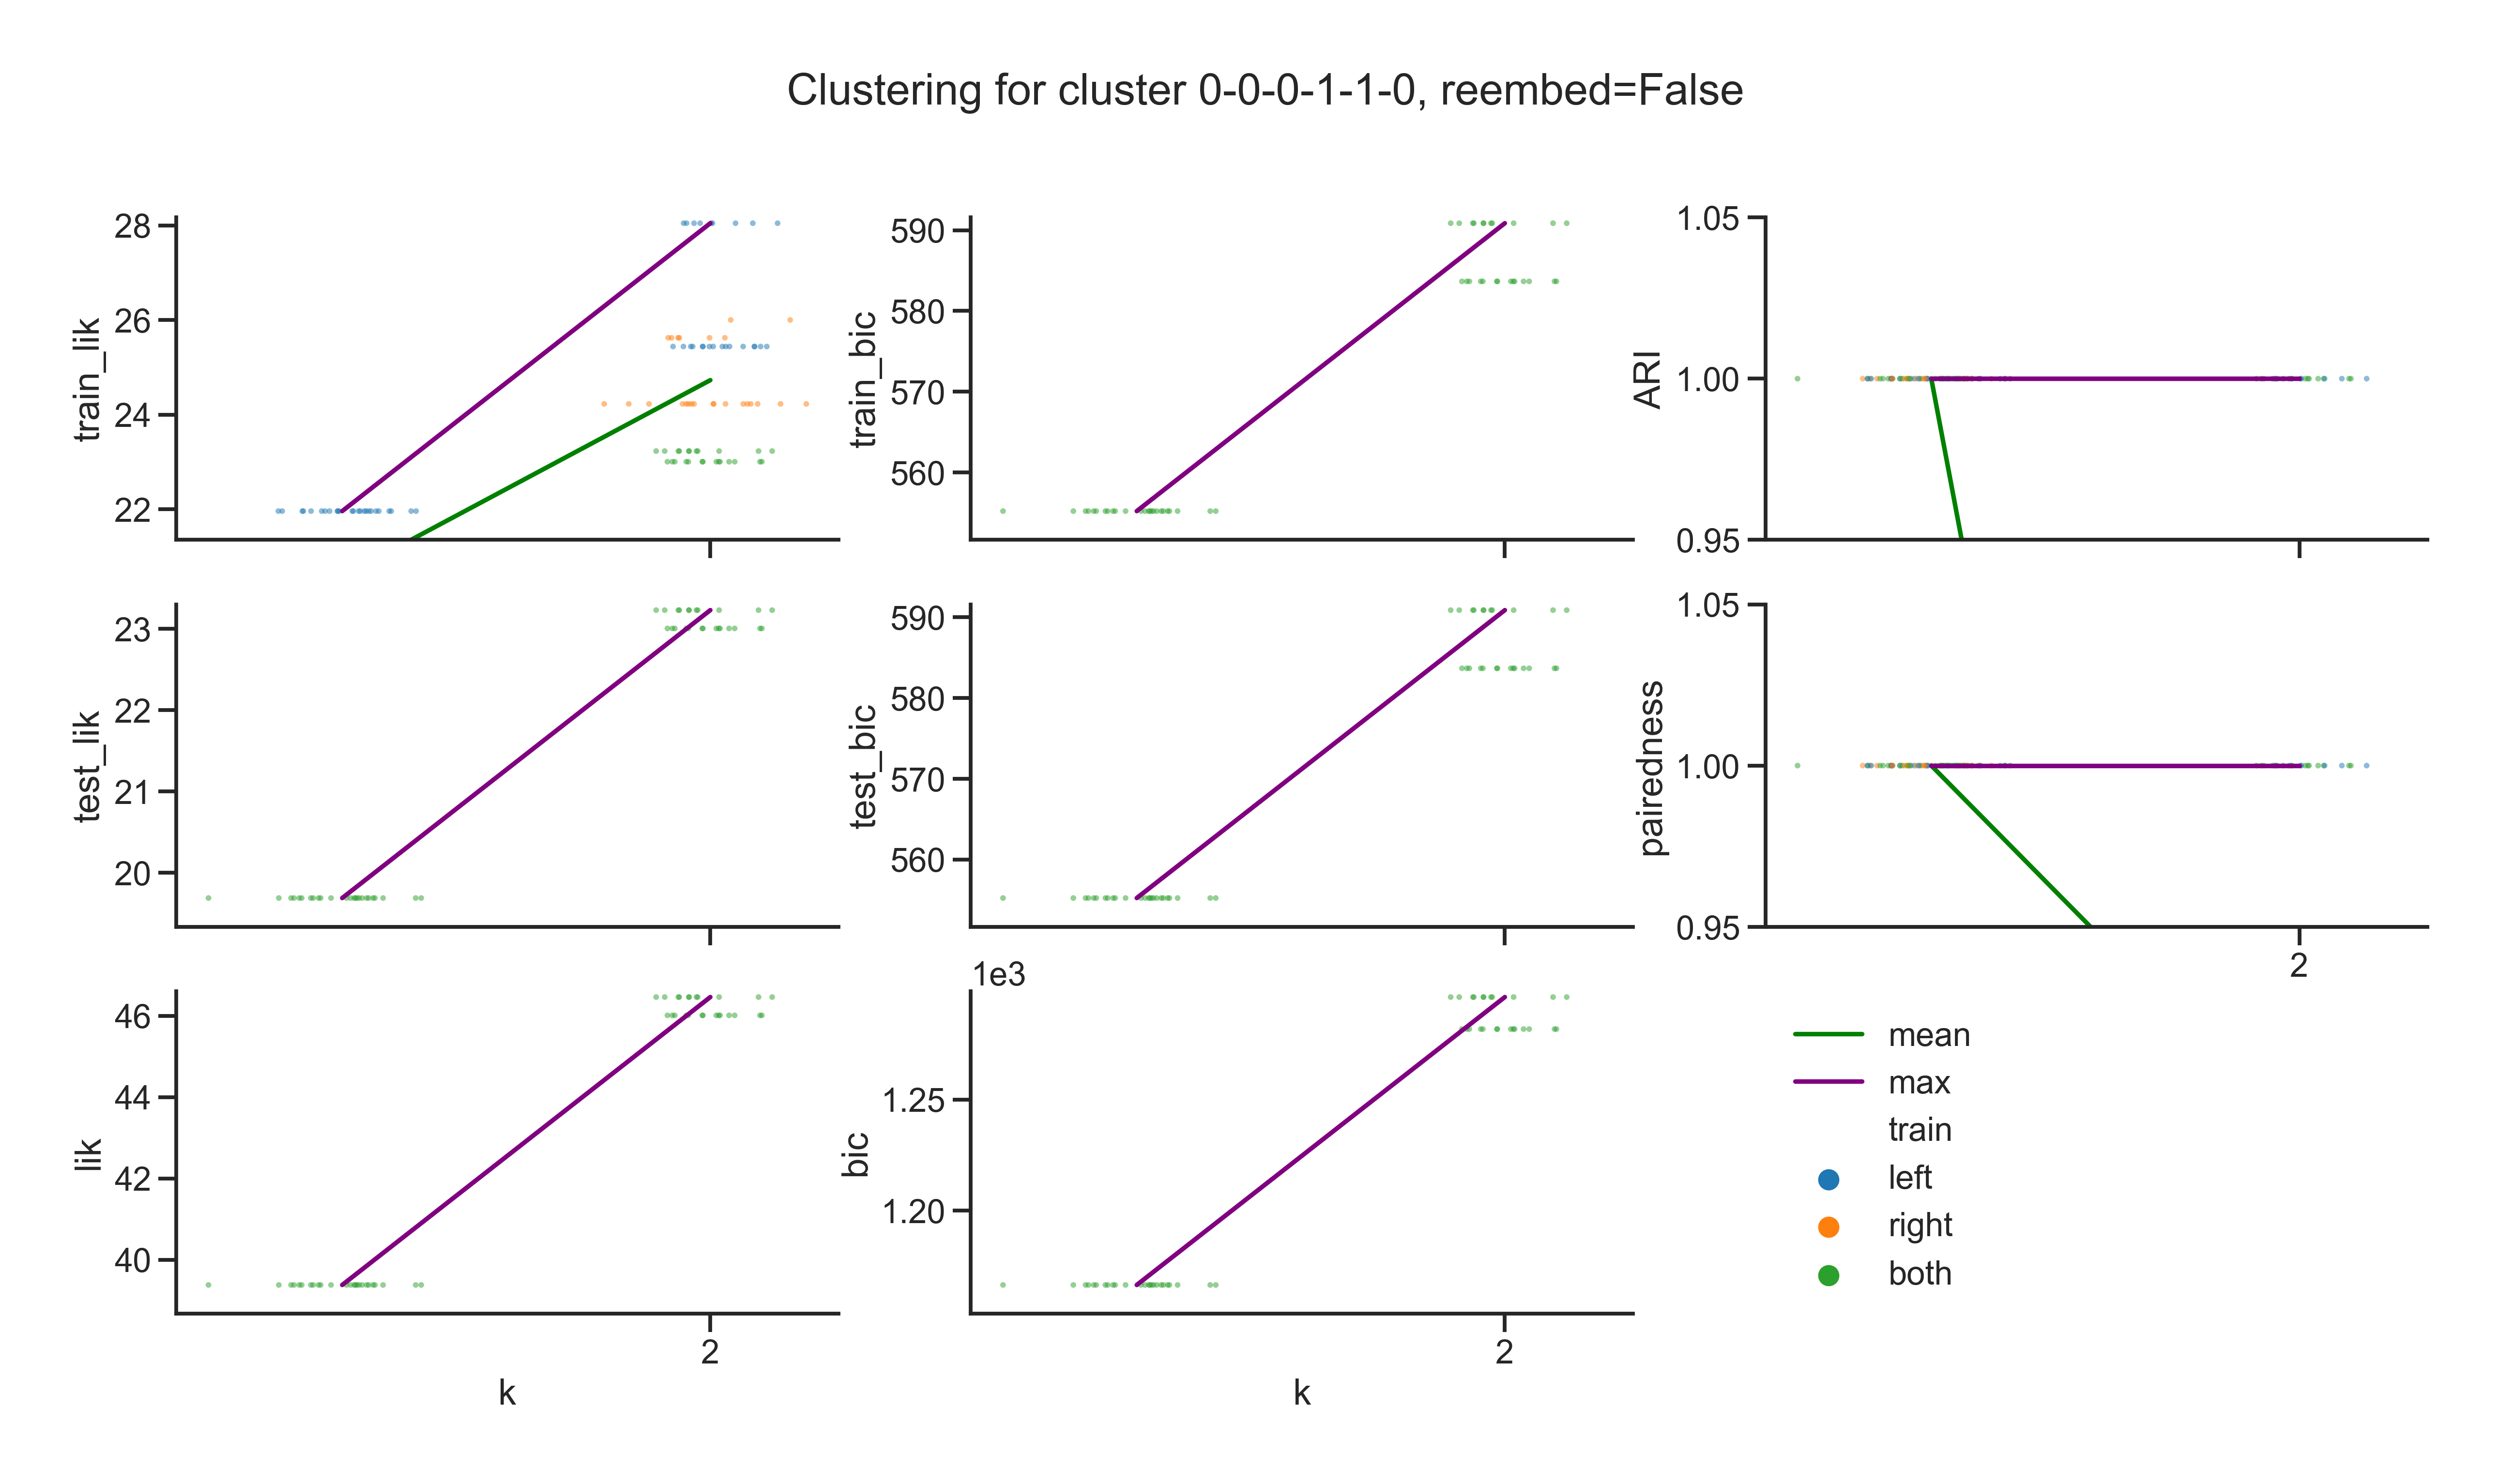 Clustering for cluster 0-0-0-1-1-0, reembed=False
28
26
24
22
train_lik
590
580
570
560
train_bic
1.05
1.00
0.95
ARI
23
22
21
20
test_lik
590
580
570
560
test_bic
1.05
1.00
0.95
pairedness
2
46
44
42
40
lik
2
k
1e3
1.25
1.20
bic
2
k
mean
max
train
left
right
both